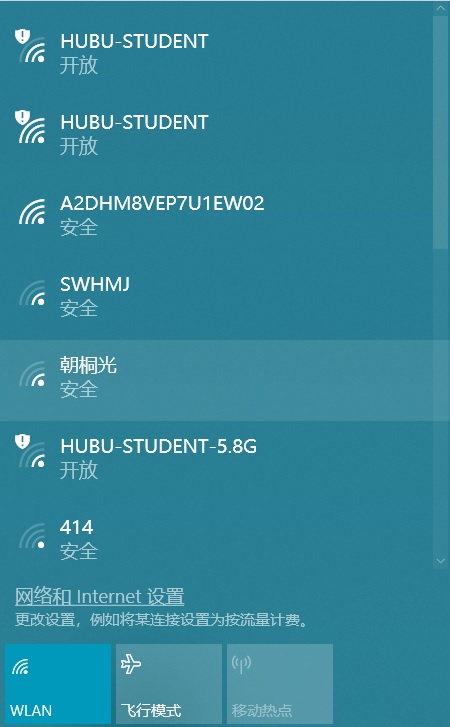 HUBU-STUDENT
开放
HUBU-STUDENT
开放
A2DHM8VEP7U1EW02
安全
SWHMJ
安全
朝桐光
安全
HUBU-STUDENT-5.8G
开放
414
安全
网络和 Internet 设置
更改设置，例如将某连接设置为按流量计费。
WLAN
飞行模式
移动热点